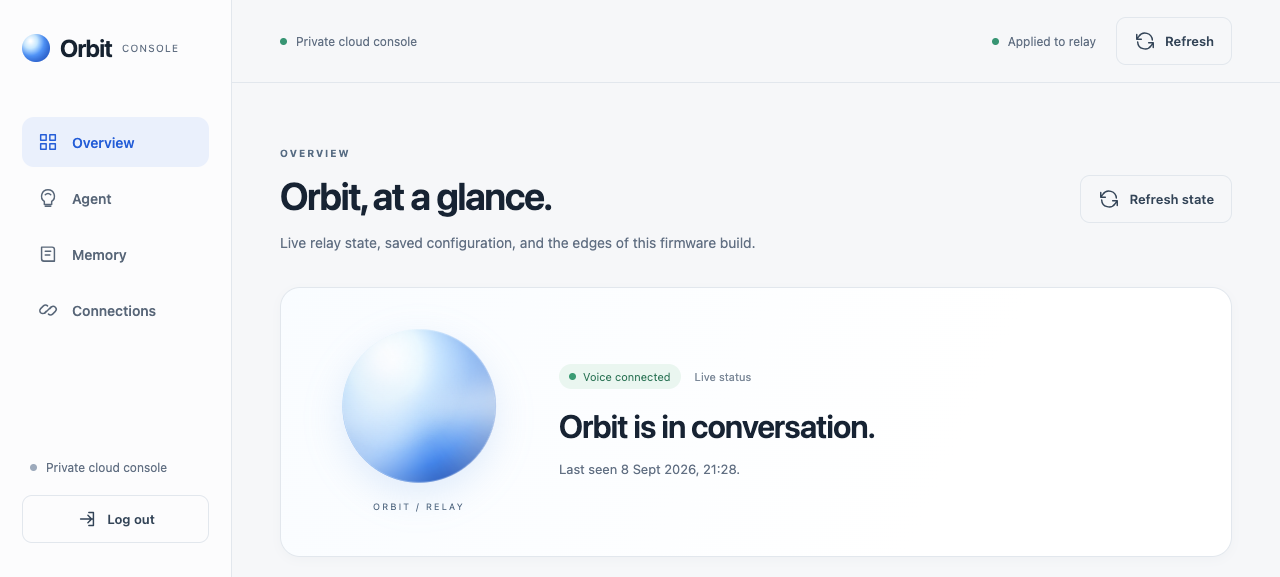 Orbit CONSOLE
Overview
Agent
Memory
Connections
Private cloud console
Log out
Private cloud console
Applied to relay
Refresh
OVERVIEW
Orbit, at a glance.
Live relay state, saved configuration, and the edges of this firmware build.
Refresh state
ORBIT / RELAY
Voice connected
Live status
Orbit is in conversation.
Last seen 8 Sept 2026, 21:28.